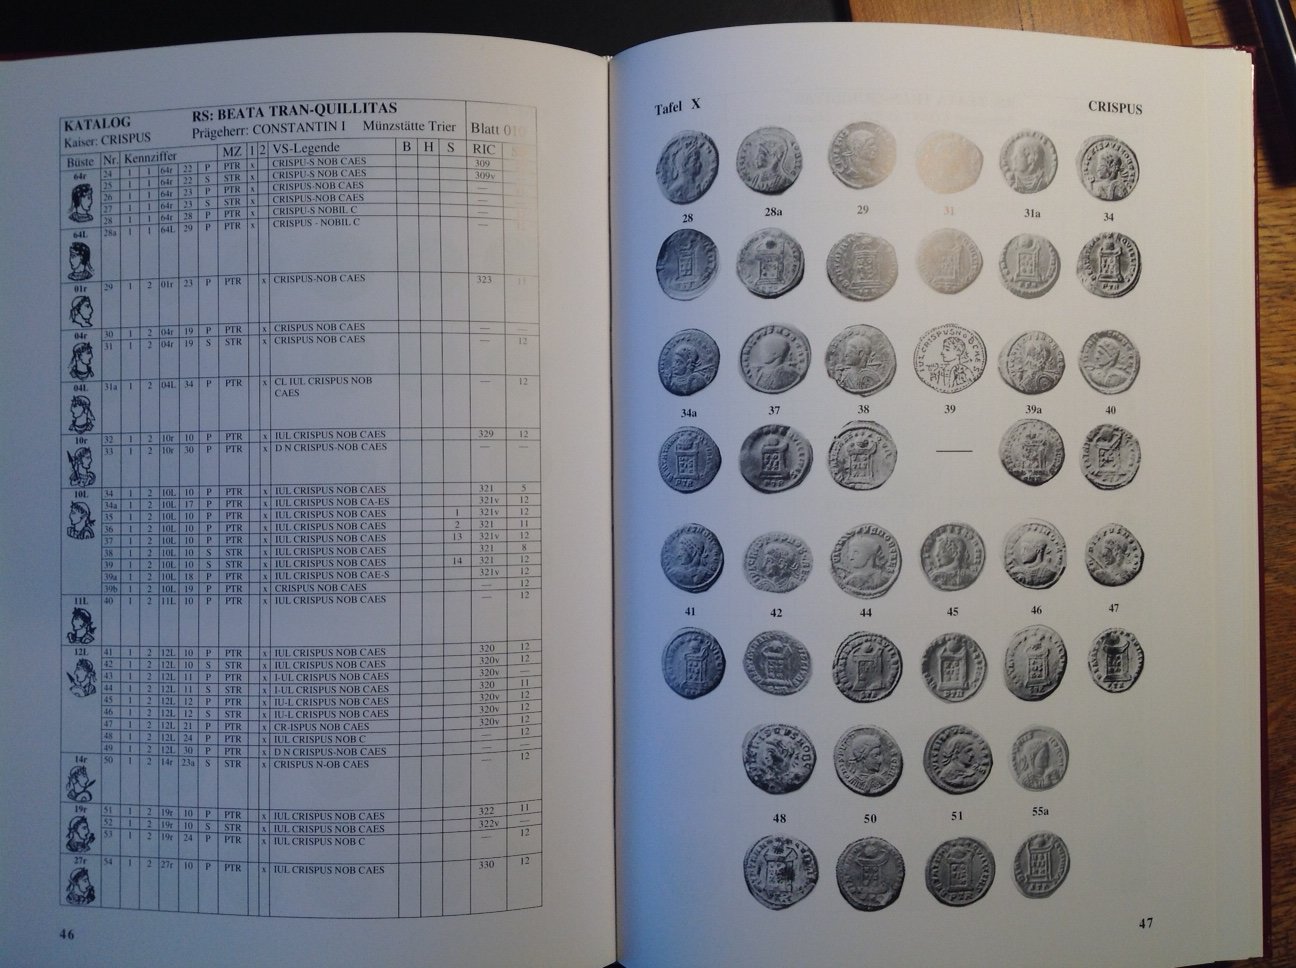 KATALOG RS: BEATA TRAN-QUILLITAS
Kaiser: CRISPUS Prägeherr: CONSTANTIN I Münzstätte Trier Blatt
Büste Nr. Kennziffer MZ 1 2 VS-Legende B H S RIC
64r 24 1 1 64r 22 P PTR x CRISPU-S NOB CAES 309
25 1 1 64r 22 S STR x CRISPU-S NOB CAES 309v
26 1 1 64r 23 P PTR x CRISPUS-NOB CAES —
27 1 1 64r 23 S STR x CRISPUS-NOB CAES —
28 1 1 64r 28 P PTR x CRISPU-S NOBIL C —
64L 28a 1 1 64L 29 P PTR x CRISPUS - NOBIL C —
01r 29 1 2 01r 23 P PTR x CRISPUS-NOB CAES 323
04r 30 1 2 04r 19 P PTR x CRISPUS NOB CAES — —
31 1 2 04r 19 S STR x CRISPUS NOB CAES — 12
04L 31a 1 2 04L 34 P PTR x CL IUL CRISPUS NOB — 12
CAES
10r 32 1 2 10r 10 P PTR x IUL CRISPUS NOB CAES 329 12
33 1 2 10r 30 P PTR x D N CRISPUS-NOB CAES — —
10L 34 1 2 10L 10 P PTR x IUL CRISPUS NOB CAES 321 5
34a 1 2 10L 17 P PTR x IUL CRISPUS NOB CA-ES 321v 12
35 1 2 10L 10 P PTR x IUL CRISPUS NOB CAES 1 321v 12
36 1 2 10L 10 P PTR x IUL CRISPUS NOB CAES 2 321 11
37 1 2 10L 10 P PTR x IUL CRISPUS NOB CAES 13 321v 12
38 1 2 10L 10 S STR x IUL CRISPUS NOB CAES 321 8
39 1 2 10L 10 S STR x IUL CRISPUS NOB CAES 14 321 12
39a 1 2 10L 18 P PTR x IUL CRISPUS NOB CAE-S 321v 12
39b 1 2 10L 19 P PTR x CRISPUS NOB CAES — 12
11L 40 1 2 11L 10 P PTR x IUL CRISPUS NOB CAES — 12
12L 41 1 2 12L 10 P PTR x IUL CRISPUS NOB CAES 320 12
42 1 2 12L 10 S STR x IUL CRISPUS NOB CAES 320v 12
43 1 2 12L 11 P PTR x I-UL CRISPUS NOB CAES 320v —
44 1 2 12L 11 S STR x I-UL CRISPUS NOB CAES 320 11
45 1 2 12L 12 P PTR x IU-L CRISPUS NOB CAES 320v 12
46 1 2 12L 12 S STR x IU-L CRISPUS NOB CAES 320v 12
47 1 2 12L 21 P PTR x CR-ISPUS NOB CAES 320v 12
48 1 2 12L 24 P PTR x IUL CRISPUS NOB C — 12
49 1 2 12L 30 P PTR x D N CRISPUS-NOB CAES — —
14r 50 1 2 14r 23a S STR x CRISPUS N-OB CAES — 12
19r 51 1 2 19r 10 P PTR x IUL CRISPUS NOB CAES 322 11
52 1 2 19r 10 S STR x IUL CRISPUS NOB CAES 322v —
53 1 2 19r 24 P PTR x IUL CRISPUS NOB C — 12
27r 54 1 2 27r 10 P PTR x IUL CRISPUS NOB CAES 330 12
46
Tafel X CRISPUS
28 28a 29 31 31a 34
34a 37 38 39 39a 40
—
41 42 44 45 46 47
48 50 51 55a
47